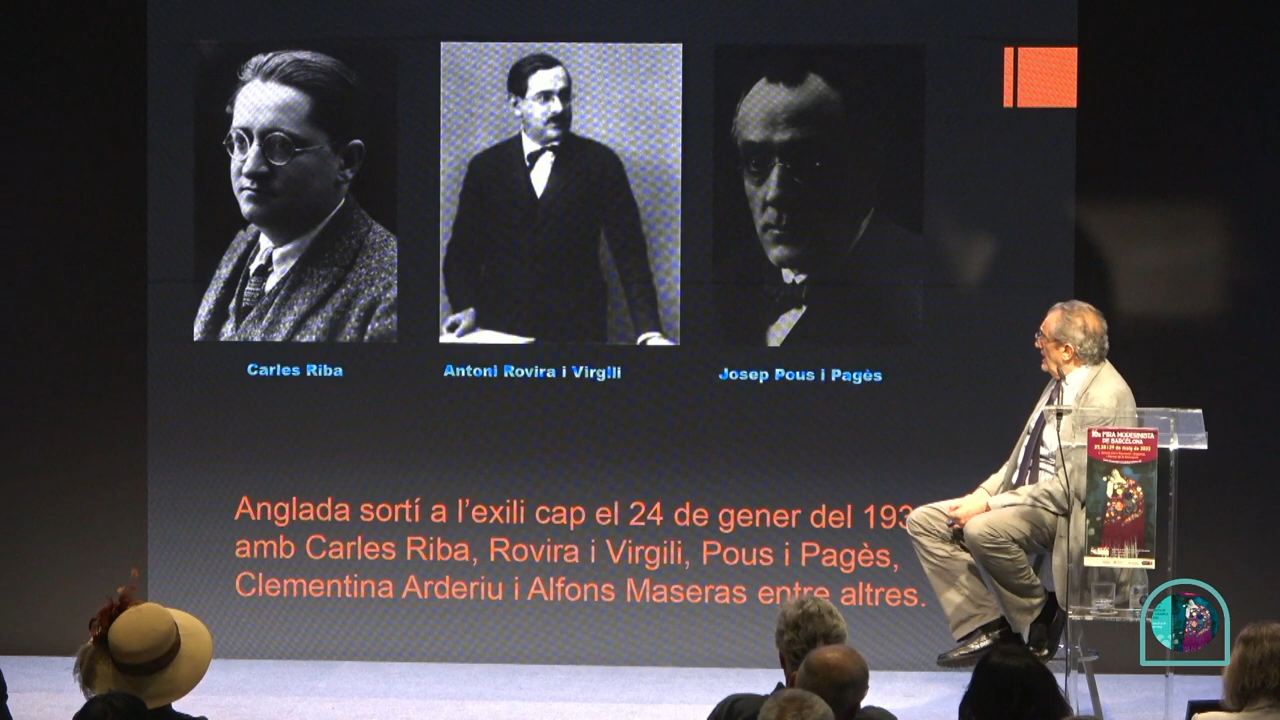 Carles Riba
Antoni Rovira i Virgili
Josep Pous i Pagès
Anglada sortí a l'exili cap el 24 de gener del 193
amb Carles Riba, Rovira i Virgili, Pous i Pagès,
Clementina Arderiu i Alfons Maseras entre altres.
FIRA MODERNISTA
DE BARCELONA